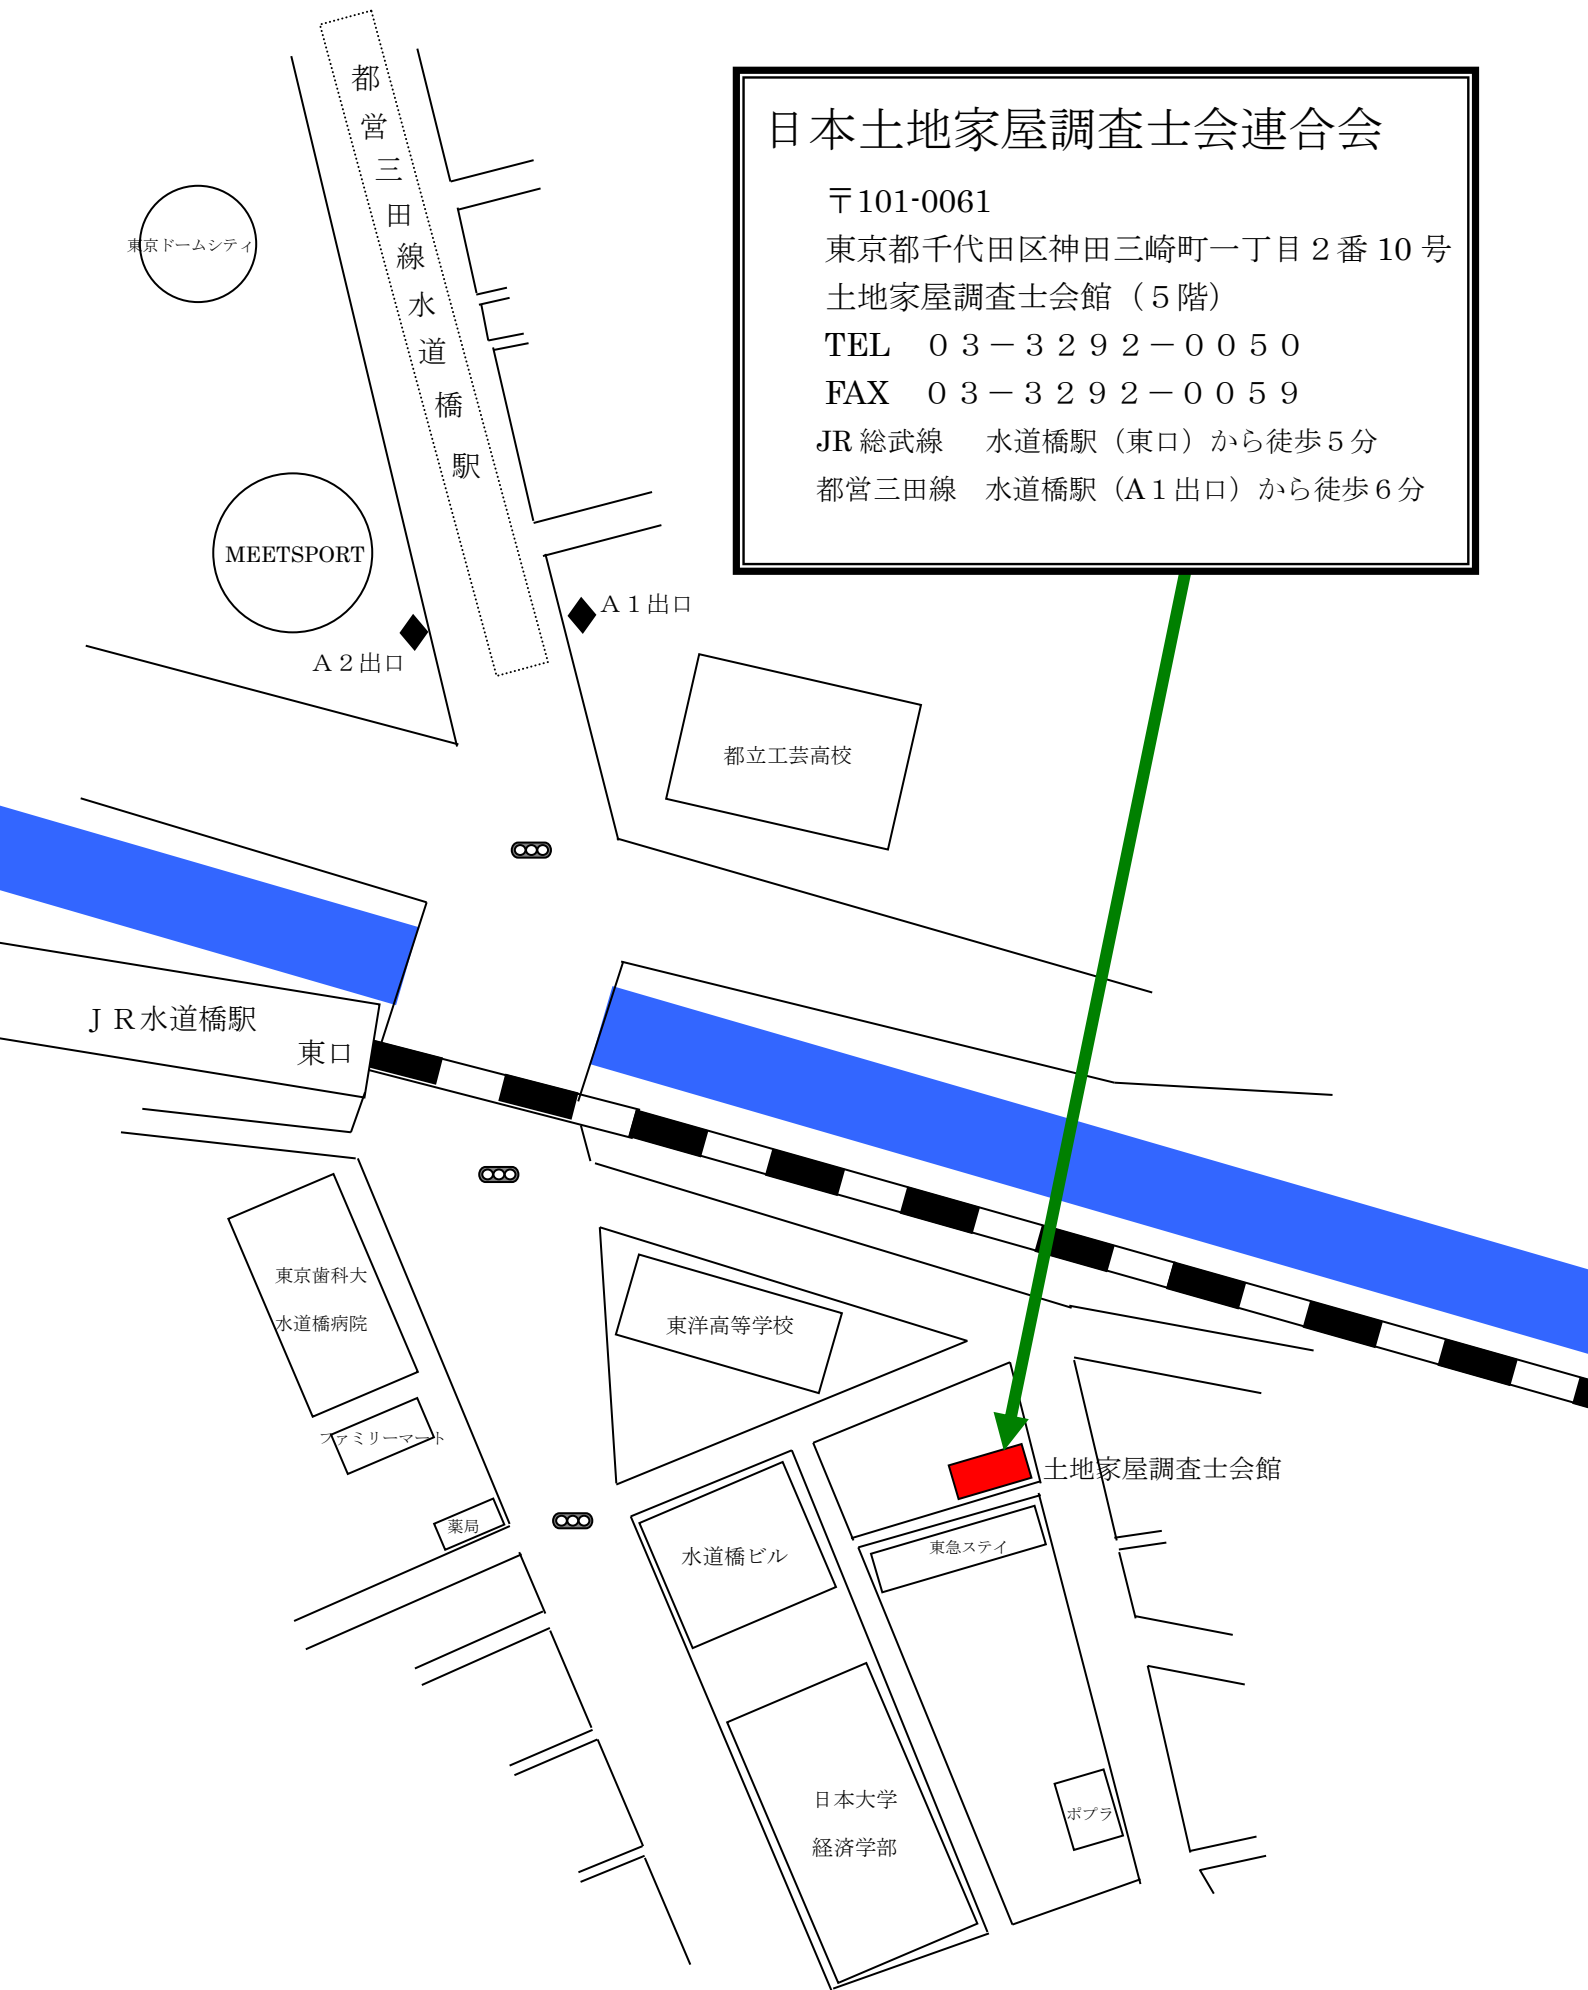 日本土地家屋調査士会連合会
〒101-0061
東京都千代田区神田三崎町一丁目２番 10 号
土地家屋調査士会館（５階）
TEL　０３－３２９２－００５０
FAX　０３－３２９２－００５９
JR 総武線　水道橋駅（東口）から徒歩５分
都営三田線　水道橋駅（A１出口）から徒歩６分
都営三田線水道橋駅
東京ドームシティ
MEETSPORT
Ａ１出口
Ａ２出口
都立工芸高校
ＪＲ水道橋駅
東口
東京歯科大
水道橋病院
東洋高等学校
ファミリーマート
土地家屋調査士会館
薬局
水道橋ビル
東急ステイ
日本大学
経済学部
ポプラ